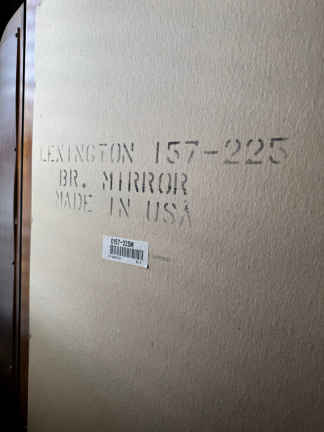 LEXINGTON 157-225
BR. MIRROR
MADE IN USA